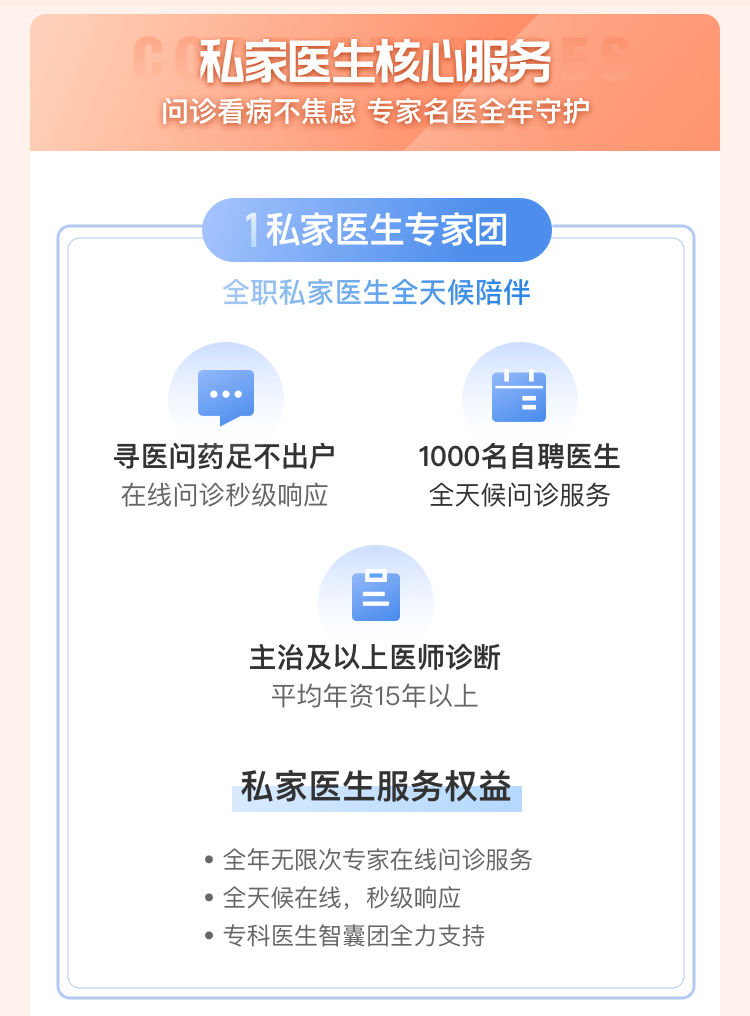 私家医生核心服务
问诊看病不焦虑 专家名医全年守护
1私家医生专家团
全职私家医生全天候陪伴
寻医问药足不出户
在线问诊秒级响应
1000名自聘医生
全天候问诊服务
主治及以上医师诊断
平均年资15年以上
私家医生服务权益
• 全年无限次专家在线问诊服务
• 全天候在线，秒级响应
• 专科医生智囊团全力支持